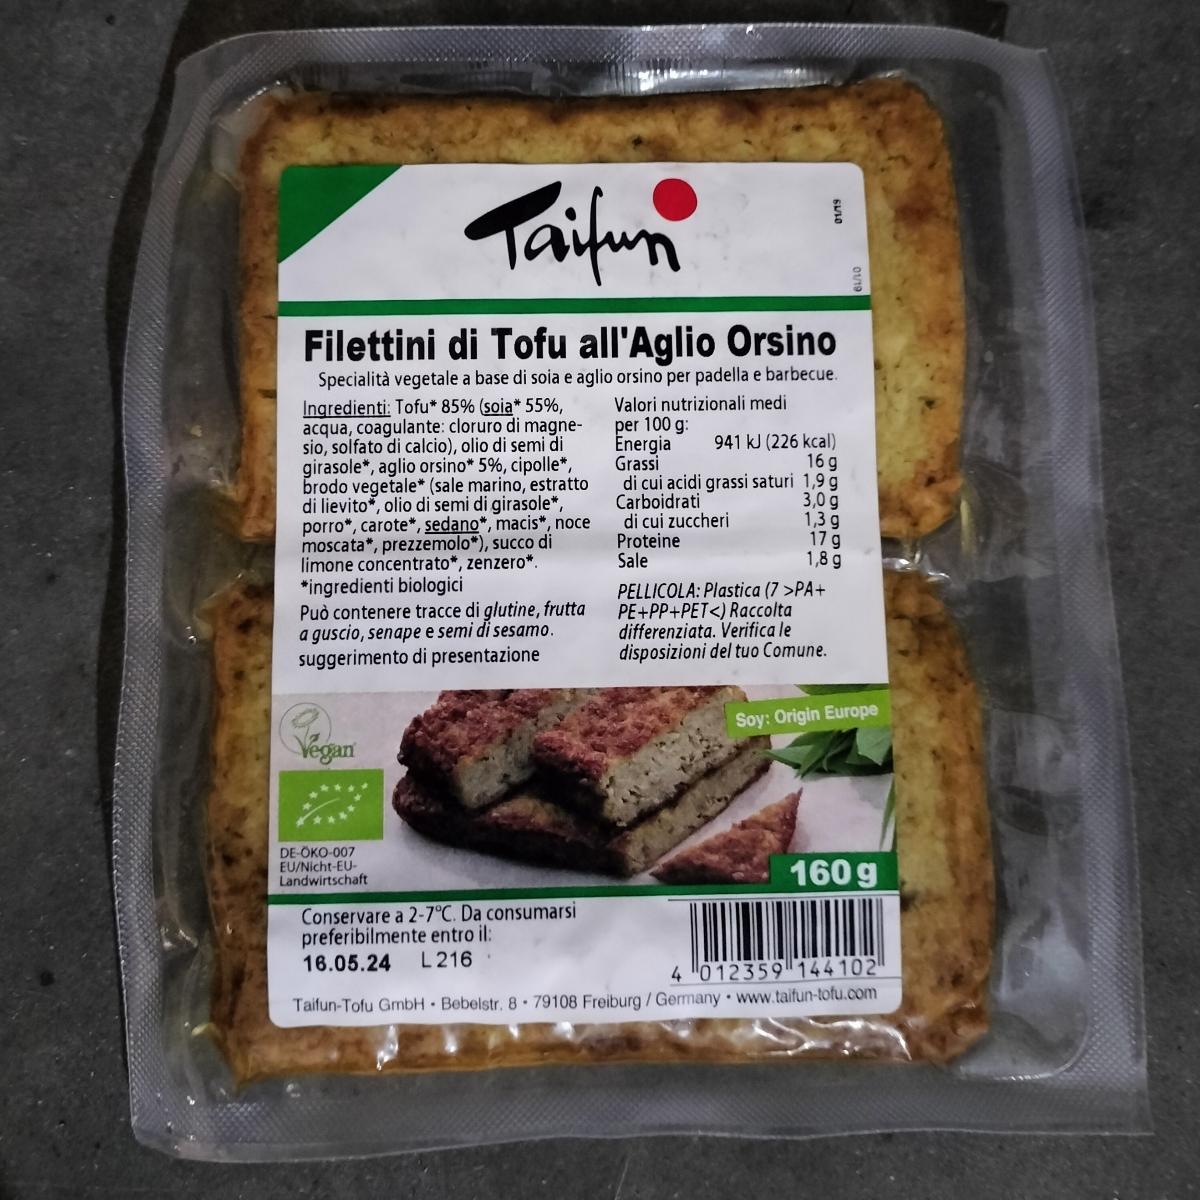 Taifun
01/19
01/19
Filettini di Tofu all'Aglio Orsino
Specialità vegetale a base di soia e aglio orsino per padella e barbecue.
Ingredienti: Tofu* 85% (soia* 55%,
acqua, coagulante: cloruro di magne-
sio, solfato di calcio), olio di semi di
girasole*, aglio orsino* 5%, cipolle*,
brodo vegetale* (sale marino, estratto
di lievito*, olio di semi di girasole*,
porro*, carote*, sedano*, macis*, noce
moscata*, prezzemolo*), succo di
limone concentrato*, zenzero*.
*ingredienti biologici
Può contenere tracce di glutine, frutta
a guscio, senape e semi di sesamo.
suggerimento di presentazione
Valori nutrizionali medi
per 100 g:
Energia 941 kJ (226 kcal)
Grassi 16 g
di cui acidi grassi saturi 1,9 g
Carboidrati 3,0 g
di cui zuccheri 1,3 g
Proteine 17 g
Sale 1,8 g
PELLICOLA: Plastica (7 >PA+
PE+PP+PET<) Raccolta
differenziata. Verifica le
disposizioni del tuo Comune.
Soy: Origin Europe
Vegan
DE-ÖKO-007
EU/Nicht-EU-
Landwirtschaft
160 g
Conservare a 2-7°C. Da consumarsi
preferibilmente entro il:
16.05.24 L 216
4 012359 144102
Taifun-Tofu GmbH • Bebelstr. 8 • 79108 Freiburg / Germany • www.taifun-tofu.com